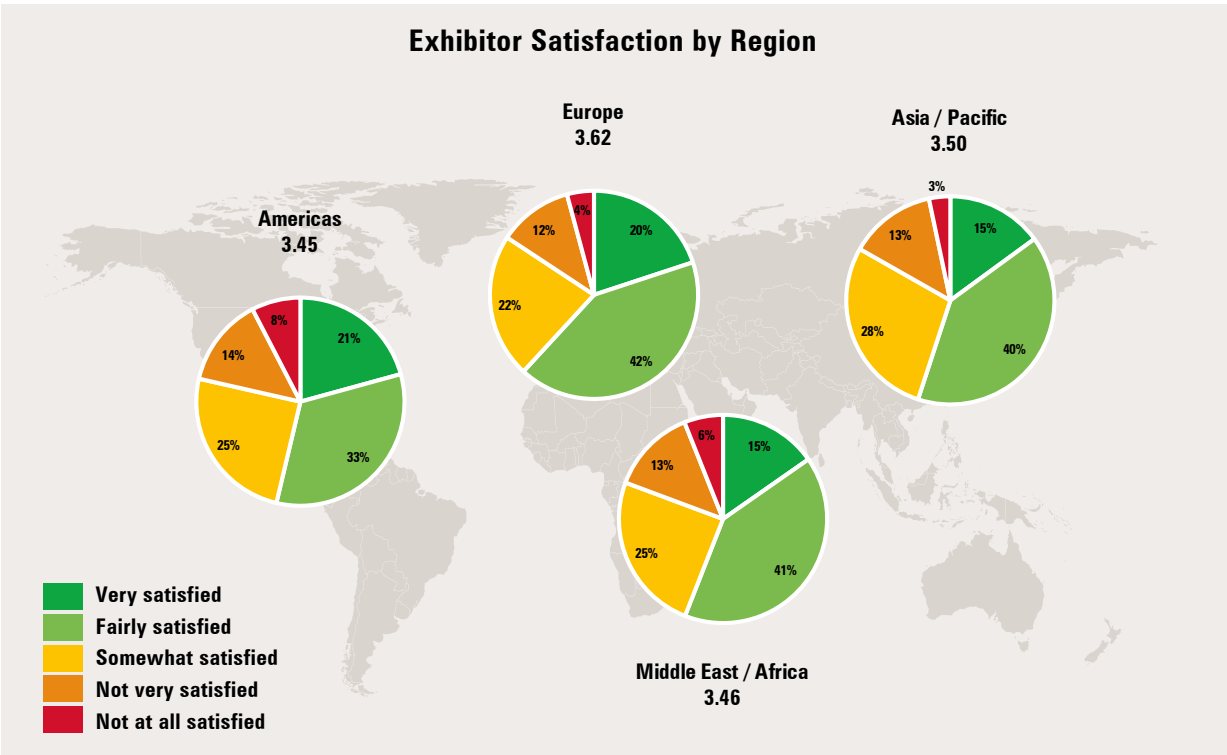 Exhibitor Satisfaction by Region
Europe
3.62
Asia / Pacific
3.50
Americas
3.45
4%
20%
12%
22%
42%
3%
15%
13%
28%
40%
8%
21%
14%
25%
33%
6%
15%
13%
25%
41%
Middle East / Africa
3.46
Very satisfied
Fairly satisfied
Somewhat satisfied
Not very satisfied
Not at all satisfied